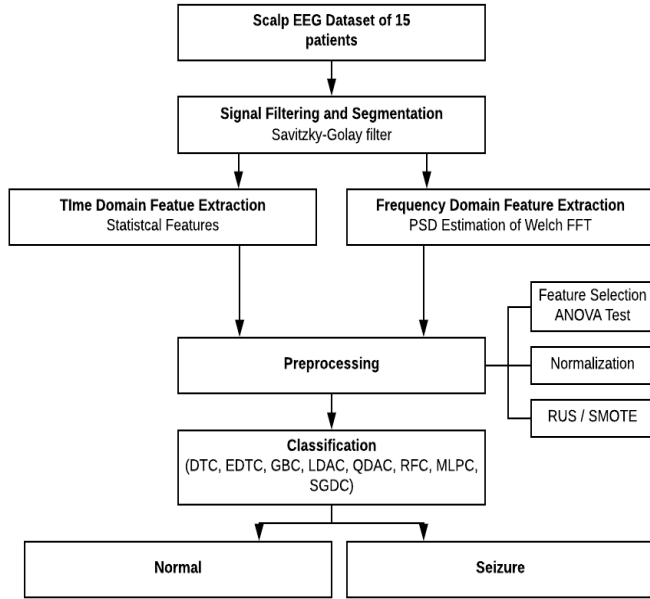 Scalp EEG Dataset of 15
patients
Signal Filtering and Segmentation
Savitzky-Golay filter
TIme Domain Featue Extraction
Statistcal Features
Frequency Domain Feature Extraction
PSD Estimation of Welch FFT
Feature Selection
ANOVA Test
Preprocessing
Normalization
RUS / SMOTE
Classification
(DTC, EDTC, GBC, LDAC, QDAC, RFC, MLPC,
SGDC)
Normal
Seizure